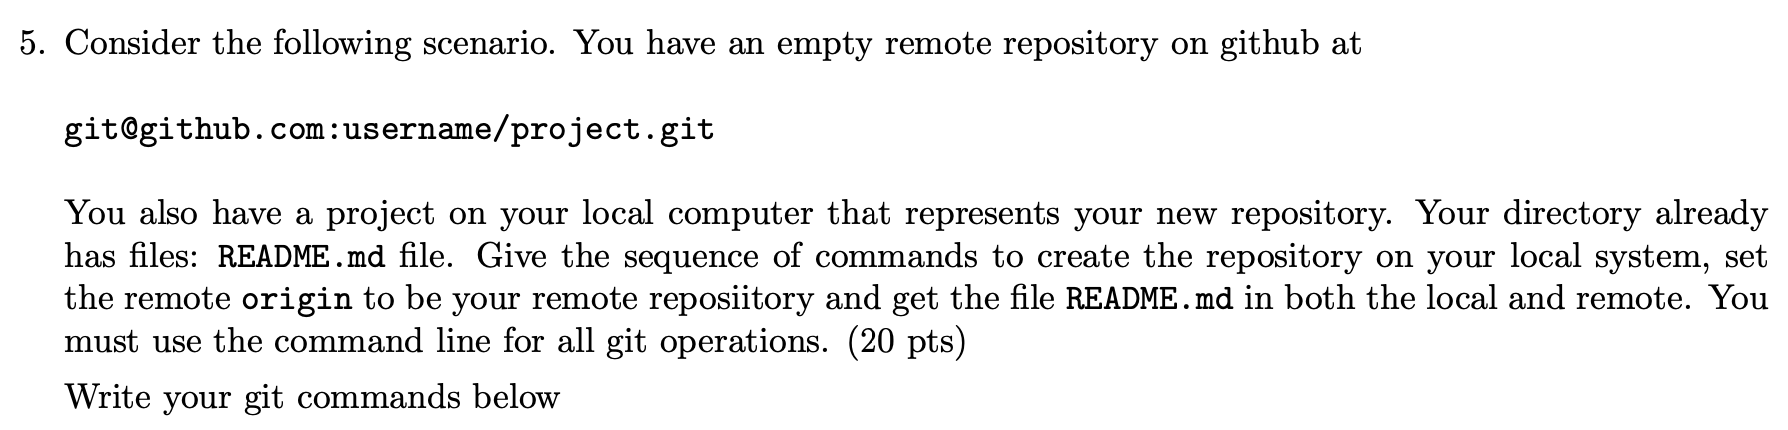 5. Consider the following scenario. You have an empty remote repository on github at
git@github.com:username/project.git
You also have a project on your local computer that represents your new repository. Your directory already
has files: README.md file. Give the sequence of commands to create the repository on your local system, set
the remote origin to be your remote reposiitory and get the file README.md in both the local and remote. You
must use the command line for all git operations. (20 pts)
Write your git commands below